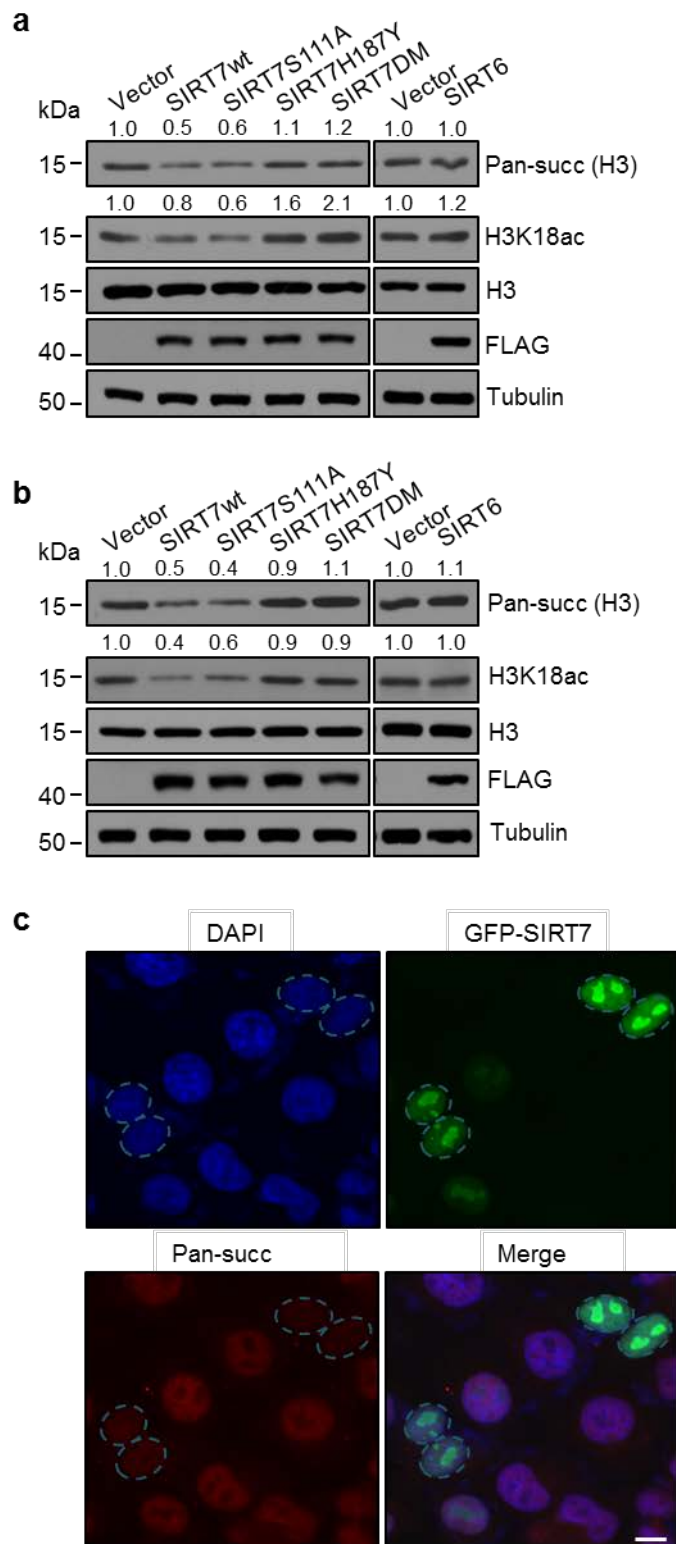 a
Vector SIRT7wt SIRT7S111A SIRT7H187Y SIRT7DM Vector SIRT6
kDa
1.0 0.5 0.6 1.1 1.2 1.0 1.0
15 Pan-succ (H3)
1.0 0.8 0.6 1.6 2.1 1.0 1.2
15 H3K18ac
15 H3
40 FLAG
50 Tubulin
b
Vector SIRT7wt SIRT7S111A SIRT7H187Y SIRT7DM Vector SIRT6
kDa
1.0 0.5 0.4 0.9 1.1 1.0 1.1
15 Pan-succ (H3)
1.0 0.4 0.6 0.9 0.9 1.0 1.0
15 H3K18ac
15 H3
40 FLAG
50 Tubulin
c
DAPI GFP-SIRT7
Pan-succ Merge